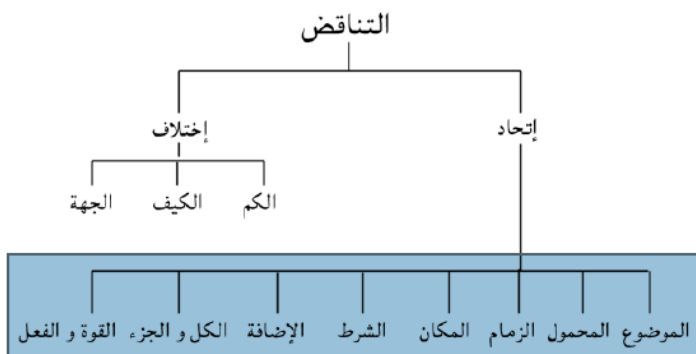 التناقض
إتحاد
إختلاف
الكم
الكيف
الجهة
الموضوع
المحمول
الزمام
المكان
الشرط
الإضافة
الكل و الجزء
القوة و الفعل